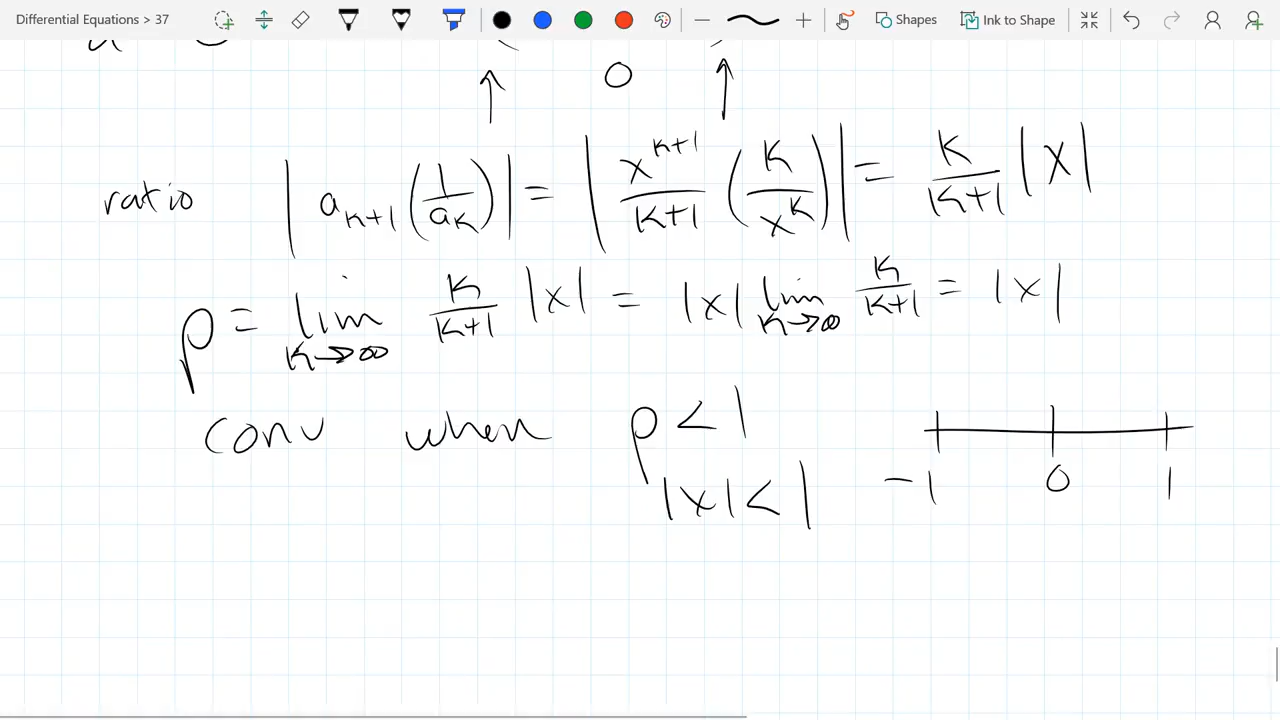 Differential Equations > 37 Shapes Ink to Shape
0
ratio |a_{k+1}(1/a_k)| = |x^{k+1}/(k+1) (k/x^k)| = k/(k+1) |x|
ρ = lim_{k→∞} k/(k+1) |x| = |x| lim_{k→∞} k/(k+1) = |x|
conv when ρ < 1
|x| < 1
-1 0 1